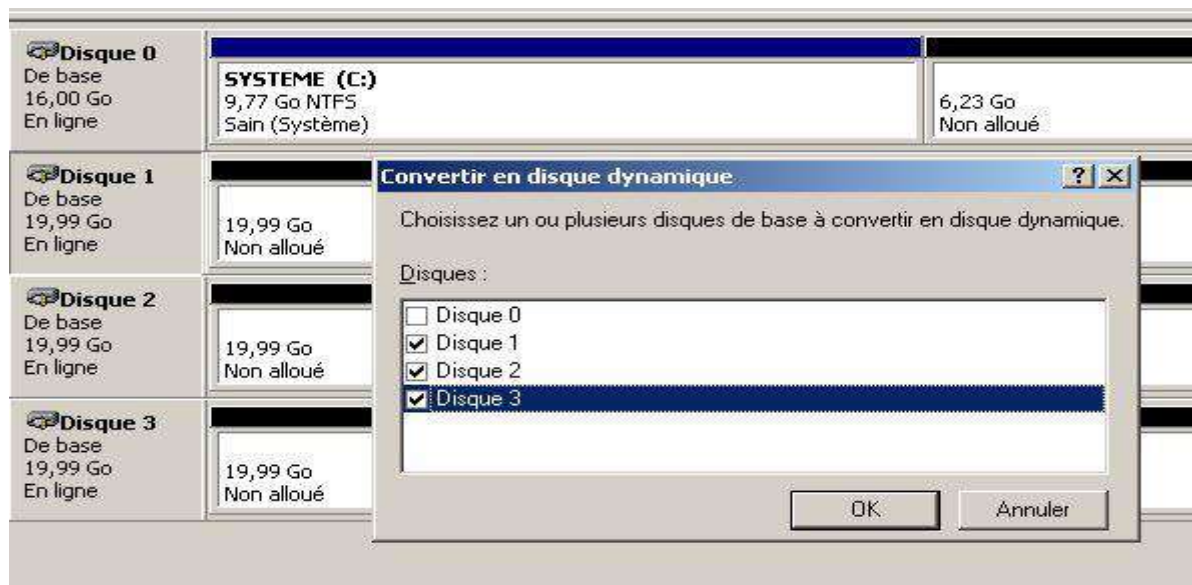 Disque 0
De base
16,00 Go
En ligne
SYSTEME (C:)
9,77 Go NTFS
Sain (Système)
6,23 Go
Non alloué
Disque 1
De base
19,99 Go
En ligne
19,99 Go
Non alloué
Disque 2
De base
19,99 Go
En ligne
19,99 Go
Non alloué
Disque 3
De base
19,99 Go
En ligne
19,99 Go
Non alloué
Convertir en disque dynamique
Choisissez un ou plusieurs disques de base à convertir en disque dynamique.
Disques :
Disque 0
Disque 1
Disque 2
Disque 3
OK
Annuler